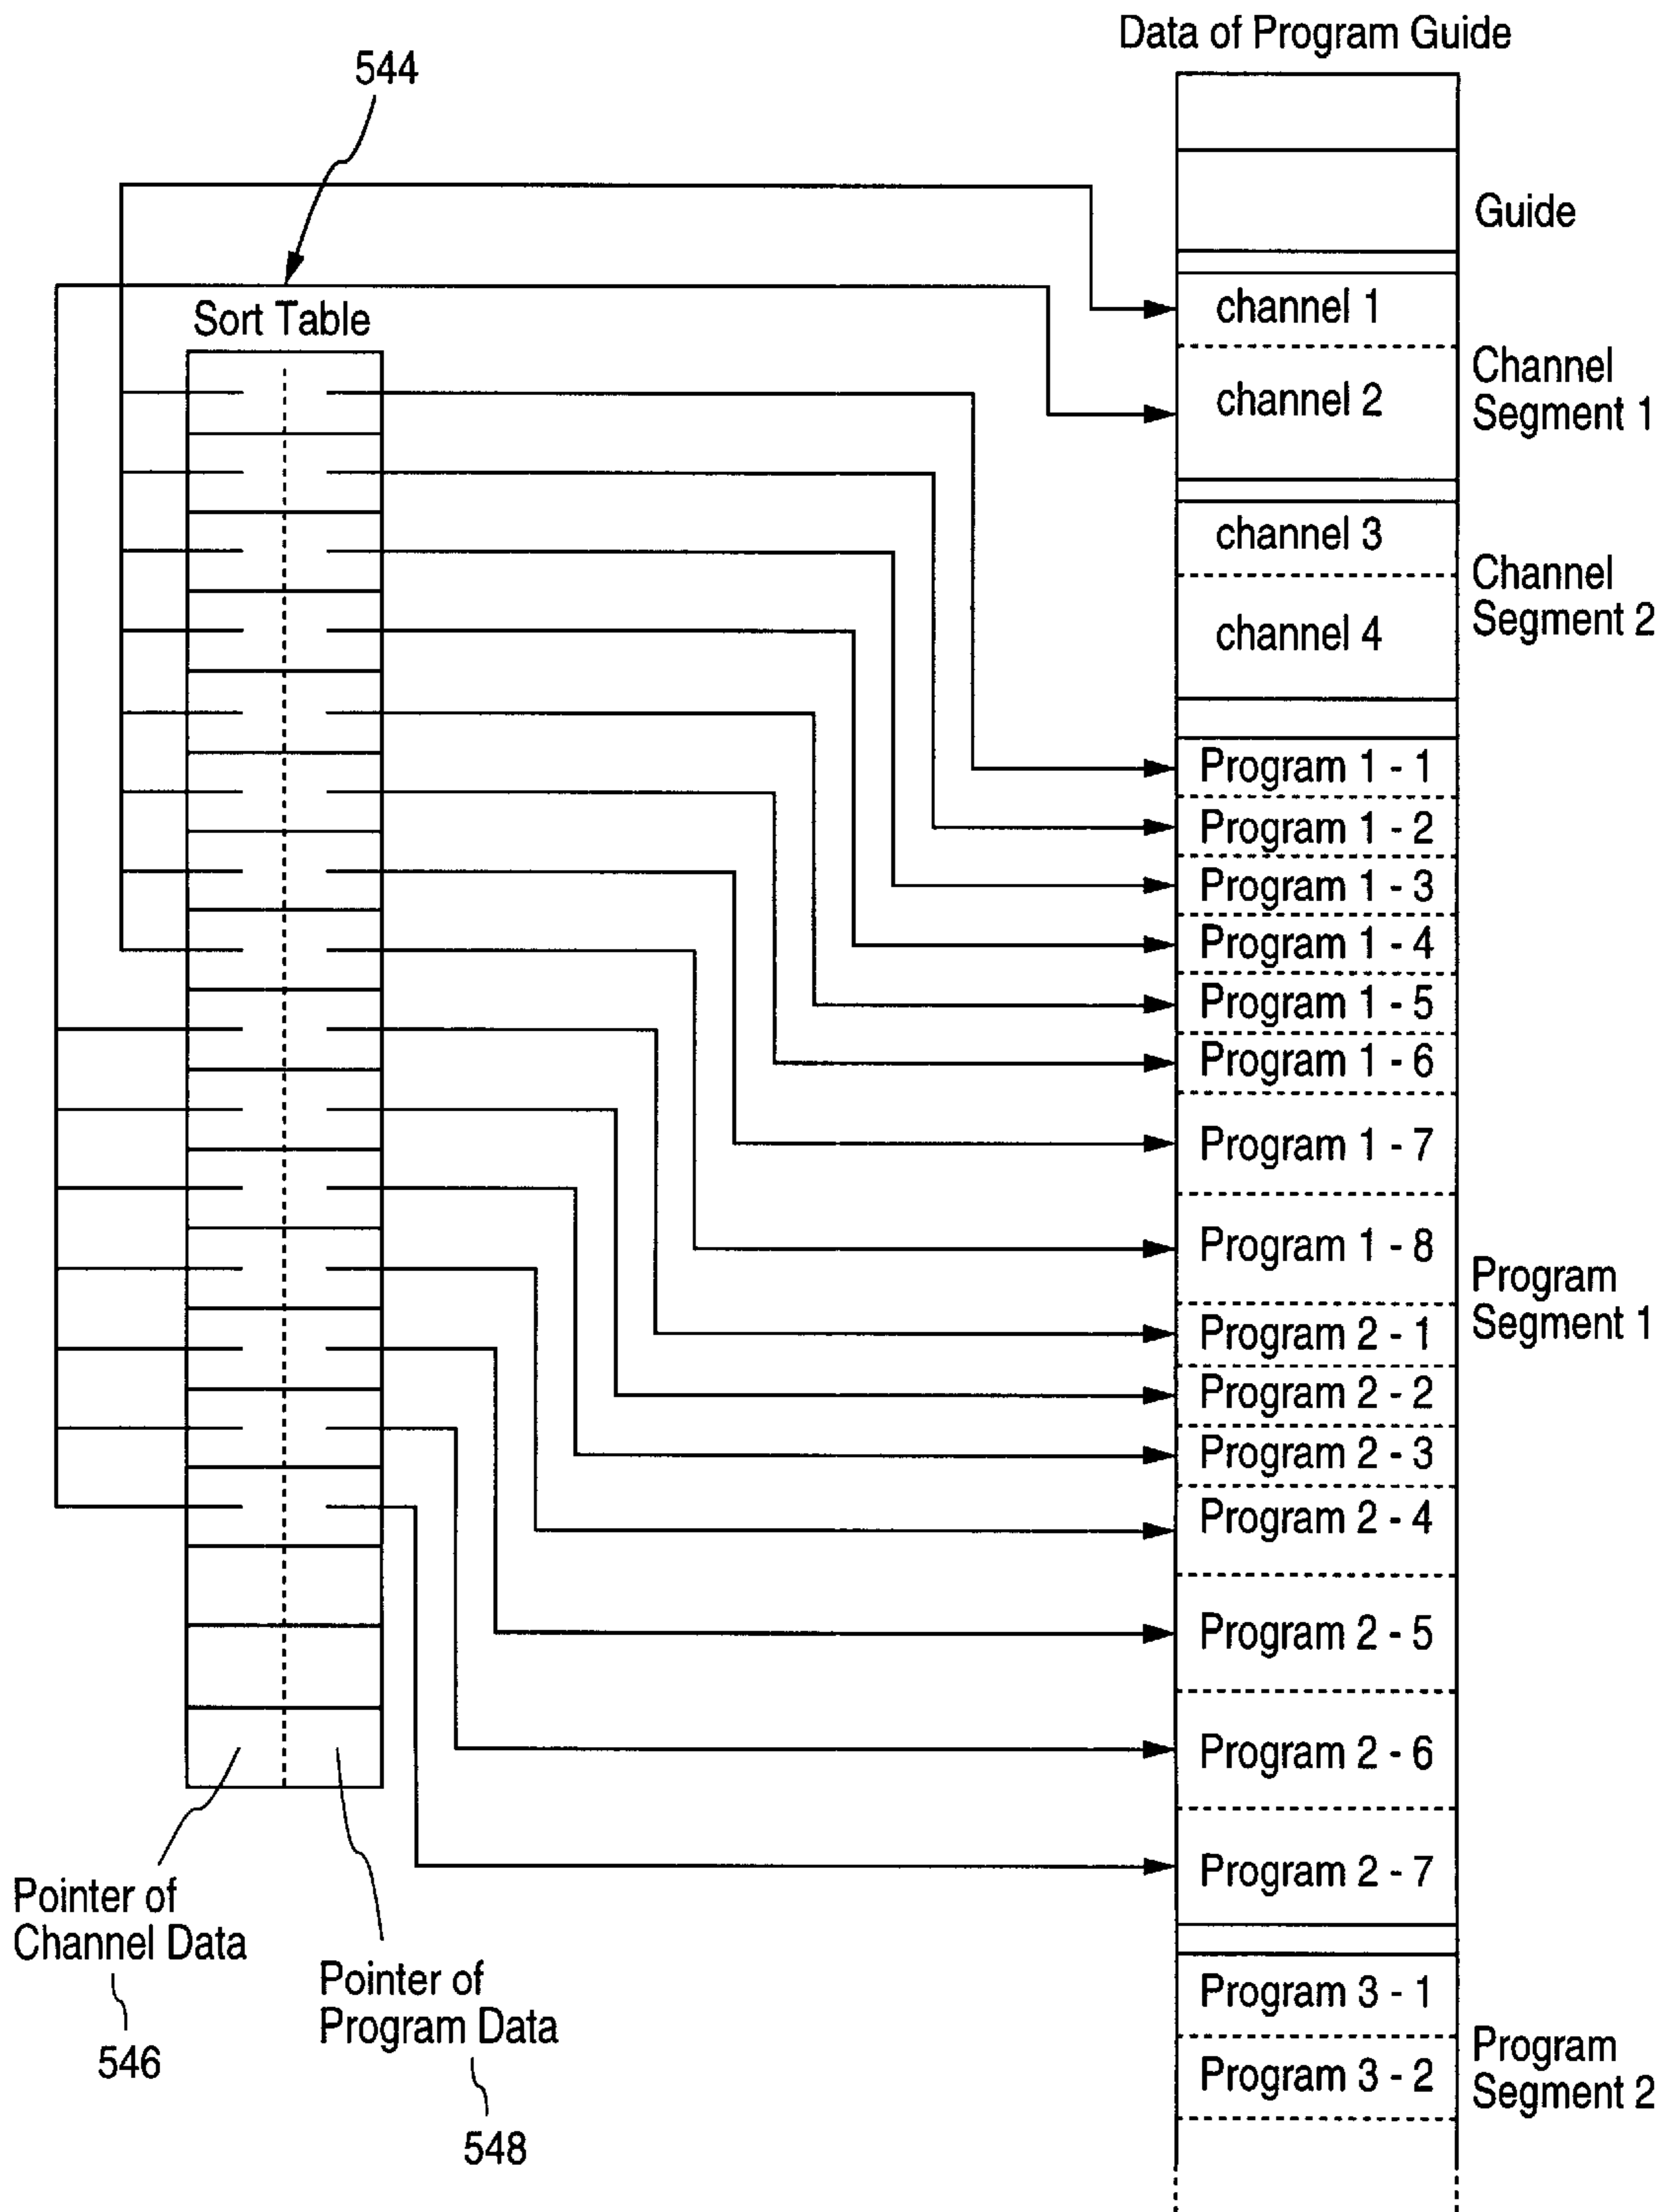 Data of Program Guide
544
Guide
Sort Table
channel 1
channel 2
Channel
Segment 1
channel 3
channel 4
Channel
Segment 2
Program 1 - 1
Program 1 - 2
Program 1 - 3
Program 1 - 4
Program 1 - 5
Program 1 - 6
Program 1 - 7
Program 1 - 8
Program 2 - 1
Program 2 - 2
Program 2 - 3
Program 2 - 4
Program 2 - 5
Program 2 - 6
Program 2 - 7
Program
Segment 1
Pointer of
Channel Data
546
Pointer of
Program Data
548
Program 3 - 1
Program 3 - 2
Program
Segment 2